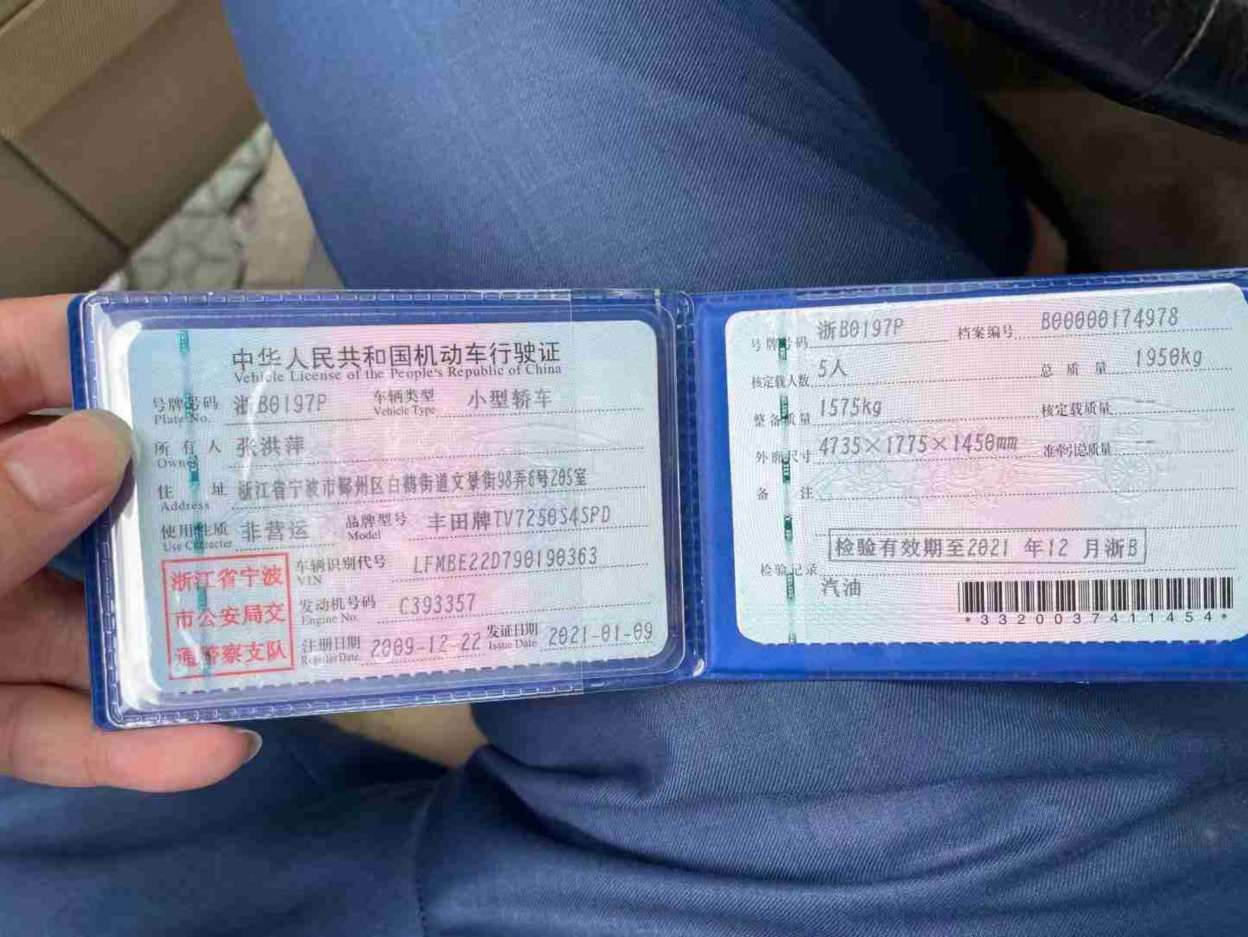 中华人民共和国机动车行驶证
Vehicle License of the People's Republic of China
号牌号码 浙B0197P 车辆类型 小型轿车
Plate No. Vehicle Type
所有人 张洪萍
Owner
住址 浙江省宁波市鄞州区白鹤街道文景街98弄6号205室
Address
使用性质 非营运 品牌型号 丰田牌TV7250S4SPD
Use Character Model
浙江省宁波
市公安局交
通警察支队
车辆识别代号 LFMBE22D790190363
VIN
发动机号码 C393357
Engine No.
注册日期 2009-12-22 发证日期 2021-01-09
Register Date Issue Date
号牌号码 浙B0197P 档案编号 B00000174978
核定载人数 5人 总质量 1950kg
整备质量 1575kg 核定载质量 --
外廓尺寸 4735×1775×1450mm 准牵引总质量 --
备注
检验有效期至2021 年12 月浙B
检验记录
汽油
*3320037411454*